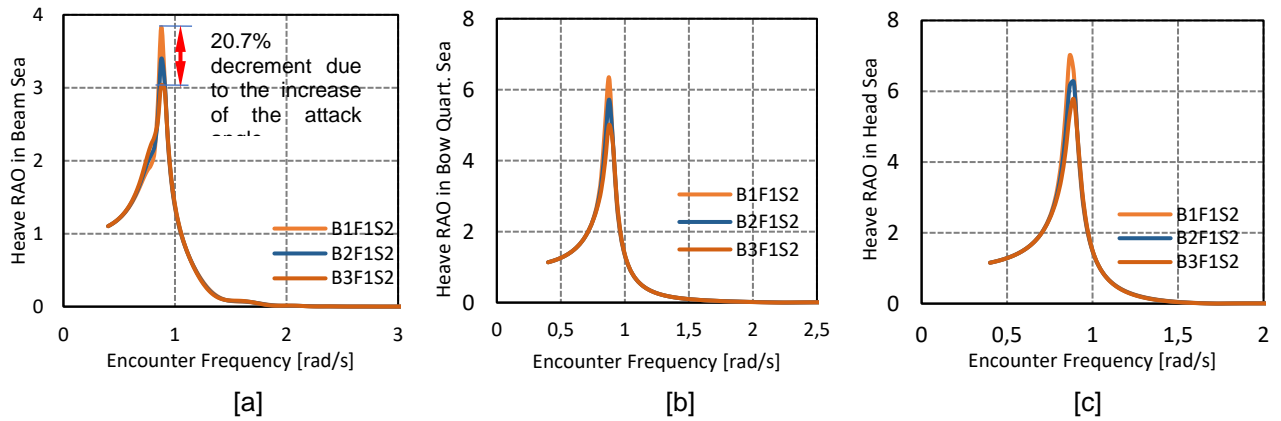 Heave RAO in Beam Sea
4
3
2
1
0
20.7%
decrement due
to the increase
of the attack
B1F1S2
B2F1S2
B3F1S2
0 1 2 3
Encounter Frequency [rad/s]
[a]
Heave RAO in Bow Quart. Sea
8
6
4
2
0
B1F1S2
B2F1S2
B3F1S2
0 0,5 1 1,5 2 2,5
Encounter Frequency [rad/s]
[b]
Heave RAO in Head Sea
8
6
4
2
0
B1F1S2
B2F1S2
B3F1S2
0 0,5 1 1,5 2
Encounter Frequency [rad/s]
[c]